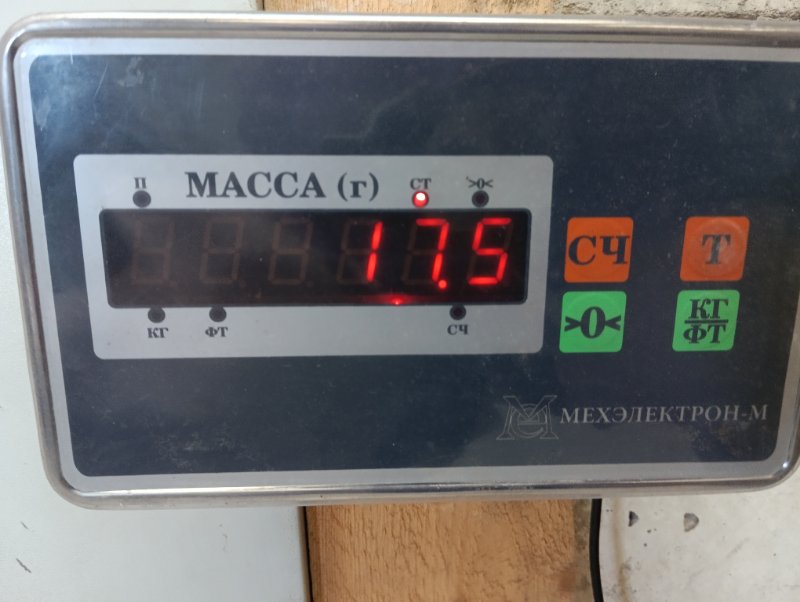 П МАССА (г) СТ >0<
17.5
КГ ФТ СЧ
СЧ Т
>0< КГ
ФТ
МЕХЭЛЕКТРОН-М